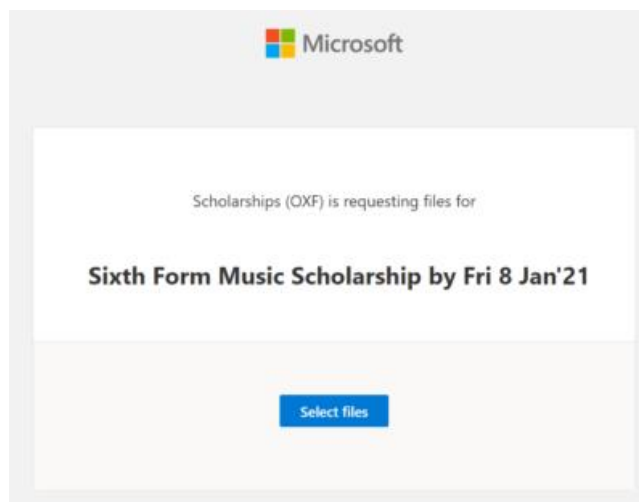 Microsoft
Scholarships (OXF) is requesting files for
Sixth Form Music Scholarship by Fri 8 Jan'21
Select files